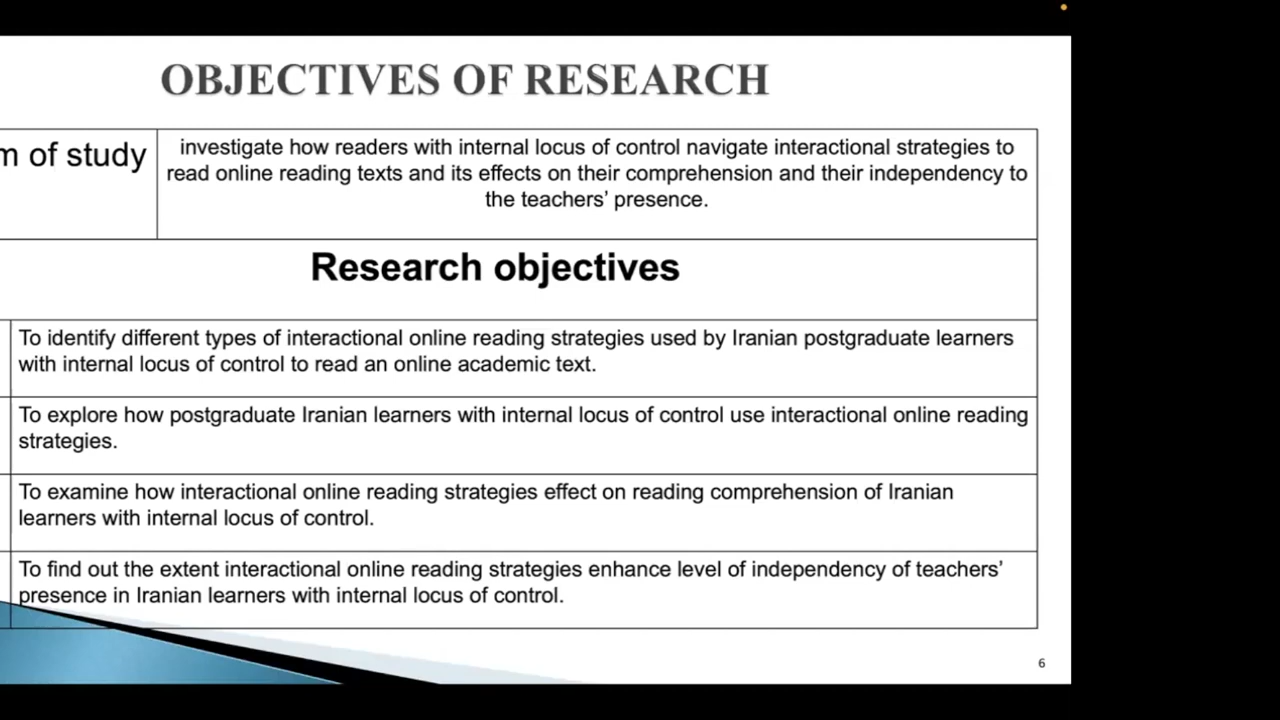 OBJECTIVES OF RESEARCH
of study
investigate how readers with internal locus of control navigate interactional strategies to
read online reading texts and its effects on their comprehension and their independency to
the teachers’ presence.
Research objectives
To identify different types of interactional online reading strategies used by Iranian postgraduate learners
with internal locus of control to read an online academic text.
To explore how postgraduate Iranian learners with internal locus of control use interactional online reading
strategies.
To examine how interactional online reading strategies effect on reading comprehension of Iranian
learners with internal locus of control.
To find out the extent interactional online reading strategies enhance level of independency of teachers’
presence in Iranian learners with internal locus of control.
6